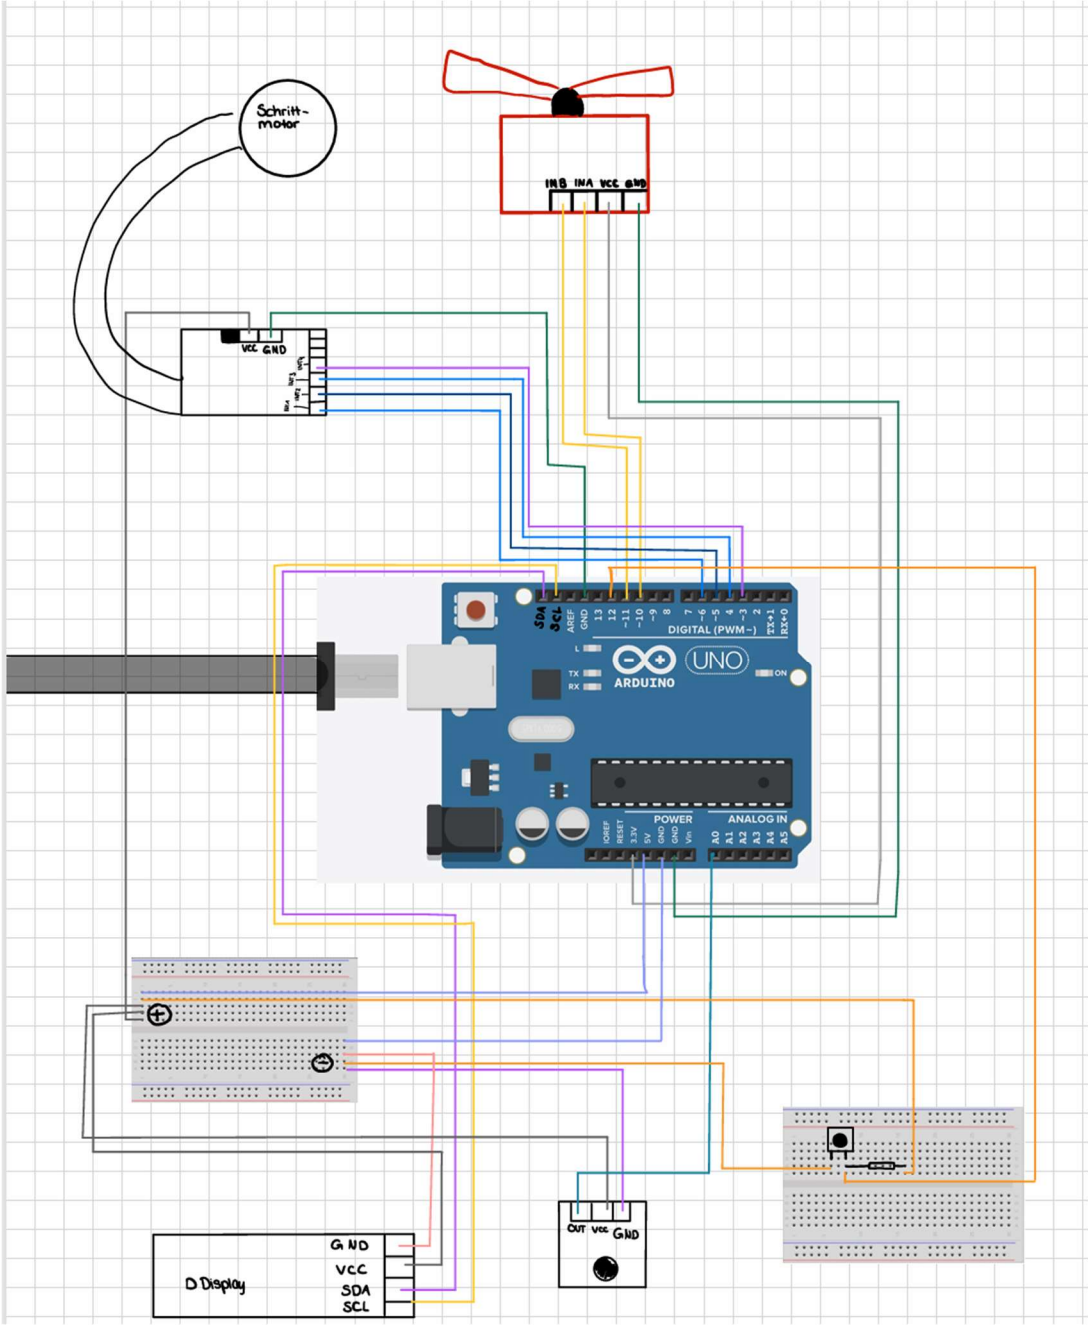 Schritt-
motor
INB INA VCC GND
VCC GND
INT4
INT3
INT2
SDA SCL AREF GND 13 12 ~11 ~10 ~9 8 7 ~6 ~5 4 ~3 2 TX→1 RX←0
DIGITAL (PWM~)
L
TX
RX
UNO
ON
ARDUINO
POWER ANALOG IN
IOREF RESET 3.3V 5V GND GND Vin A0 A1 A2 A3 A4 A5
+
−
OUT VCC GND
GND
VCC
D Display
SDA
SCL